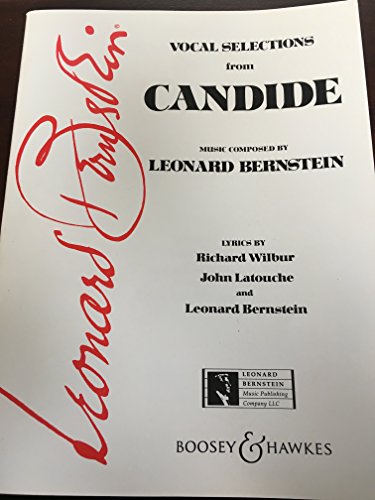 Leonard Bernstein
VOCAL SELECTIONS
from
CANDIDE
MUSIC COMPOSED BY
LEONARD BERNSTEIN
LYRICS BY
Richard Wilbur
John Latouche
and
Leonard Bernstein
LEONARD
BERNSTEIN
Music Publishing
Company LLC
BOOSEY & HAWKES